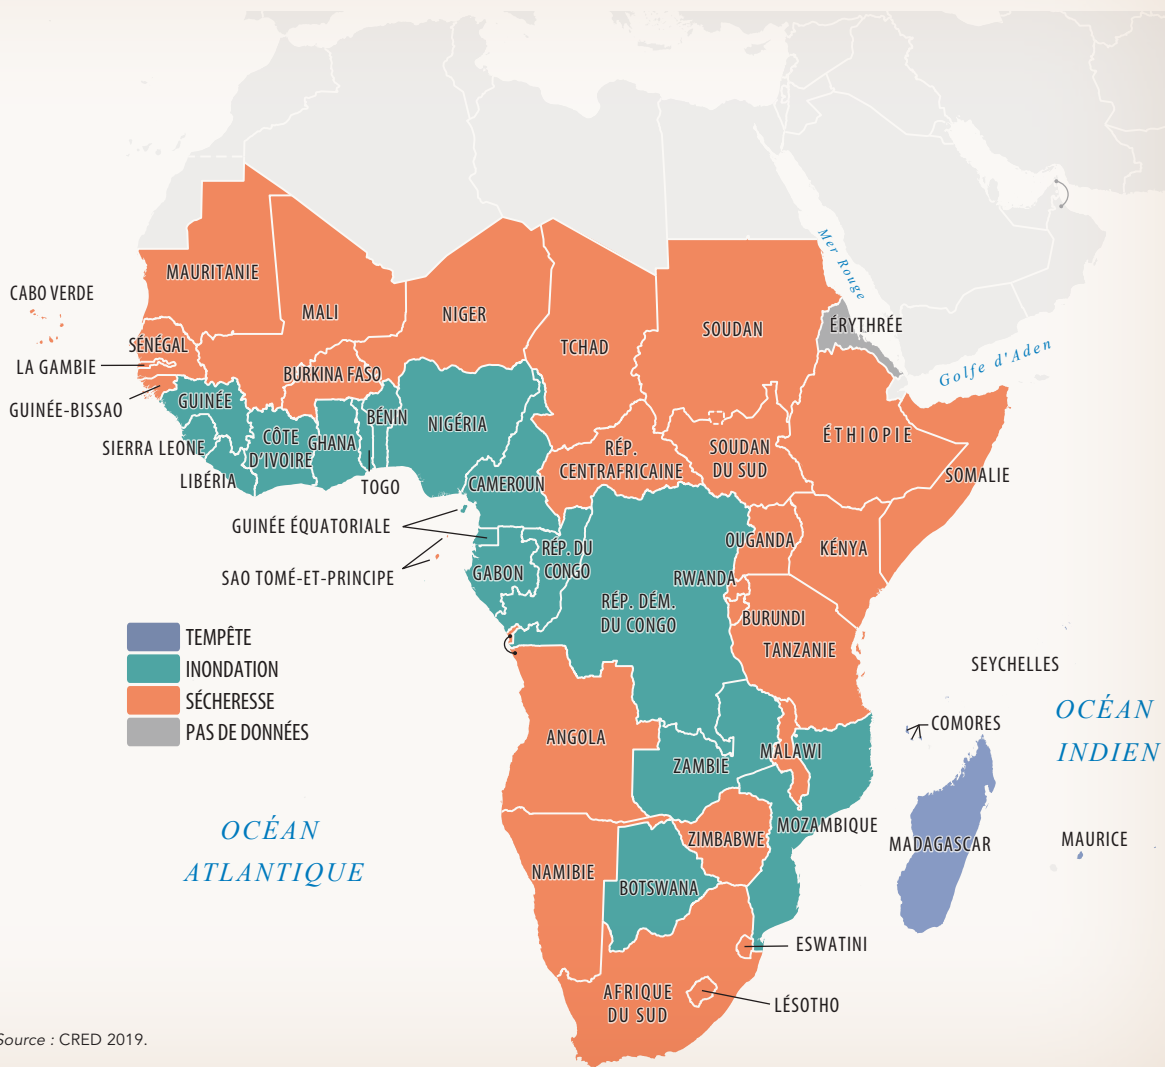 Mer Rouge
MAURITANIE
CABO VERDE
MALI
NIGER
SOUDAN
ÉRYTHRÉE
SÉNÉGAL
TCHAD
Golfe d'Aden
LA GAMBIE
BURKINA FASO
GUINÉE-BISSAO
GUINÉE
BÉNIN
NIGÉRIA
ÉTHIOPIE
SIERRA LEONE
CÔTE
D'IVOIRE
GHANA
RÉP.
CENTRAFRICAINE
SOUDAN
DU SUD
SOMALIE
LIBÉRIA
TOGO
CAMEROUN
GUINÉE ÉQUATORIALE
RÉP. DU
CONGO
OUGANDA
KÉNYA
SAO TOMÉ-ET-PRINCIPE
GABON
RWANDA
RÉP. DÉM.
DU CONGO
BURUNDI
TANZANIE
TEMPÊTE
INONDATION
SÉCHERESSE
PAS DE DONNÉES
SEYCHELLES
OCÉAN
INDIEN
COMORES
ANGOLA
ZAMBIE
MALAWI
OCÉAN
ATLANTIQUE
MOZAMBIQUE
ZIMBABWE
MADAGASCAR
MAURICE
NAMIBIE
BOTSWANA
ESWATINI
AFRIQUE
DU SUD
LÉSOTHO
Source : CRED 2019.